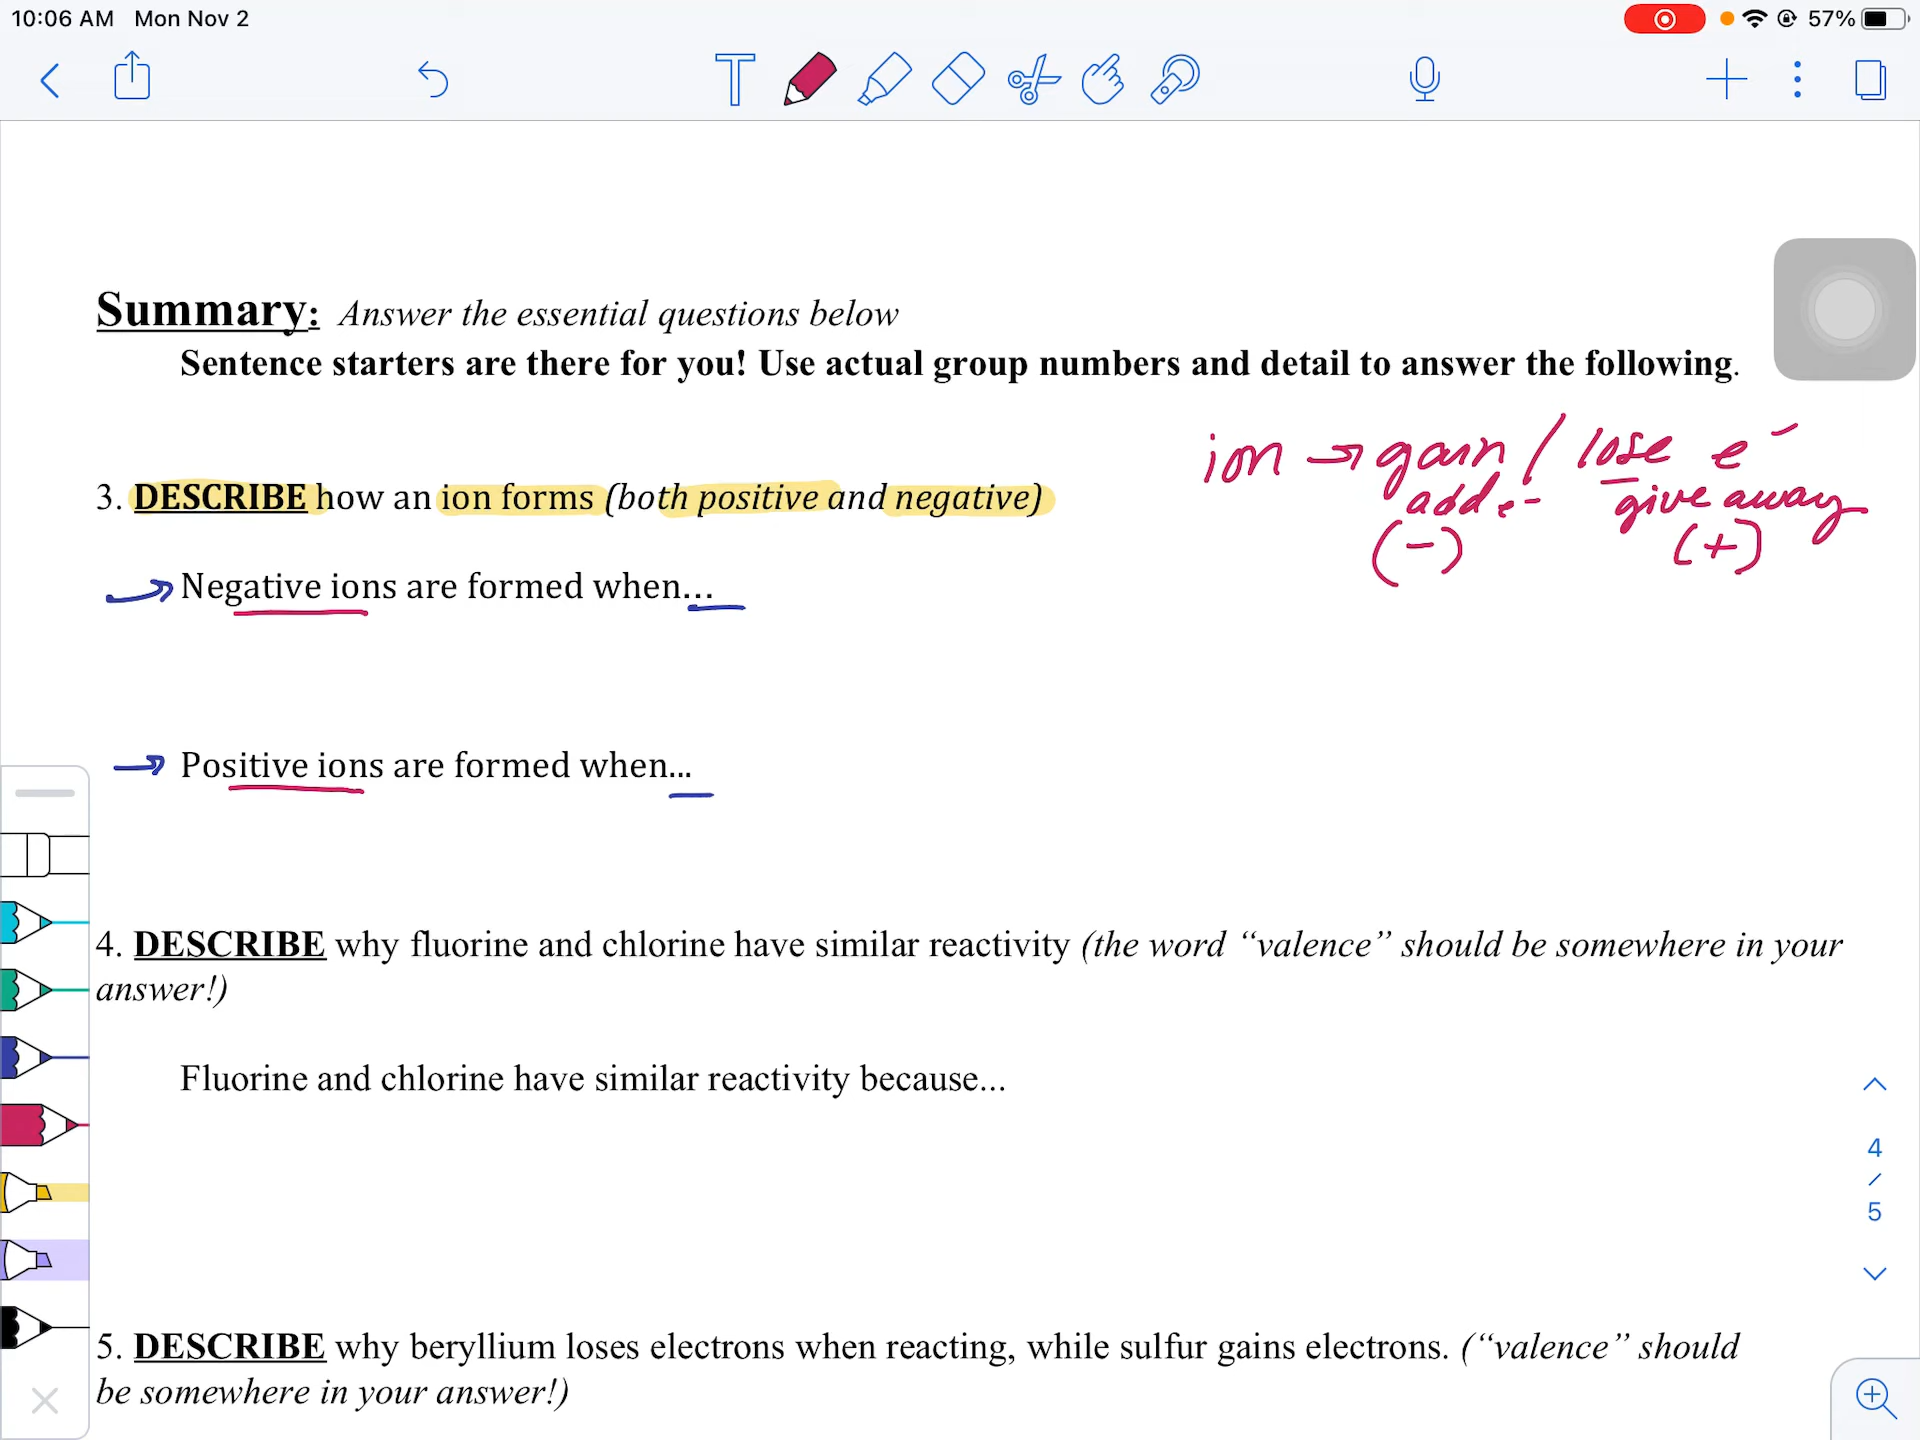 10:06 AM Mon Nov 2
57%
Summary: Answer the essential questions below
Sentence starters are there for you! Use actual group numbers and detail to answer the following.
ion → gain / lose e⁻
add e⁻ give away
(-) (+)
3. DESCRIBE how an ion forms (both positive and negative)
→ Negative ions are formed when...
→ Positive ions are formed when...
4. DESCRIBE why fluorine and chlorine have similar reactivity (the word “valence” should be somewhere in your
answer!)
Fluorine and chlorine have similar reactivity because...
4
/
5
5. DESCRIBE why beryllium loses electrons when reacting, while sulfur gains electrons. (“valence” should
be somewhere in your answer!)